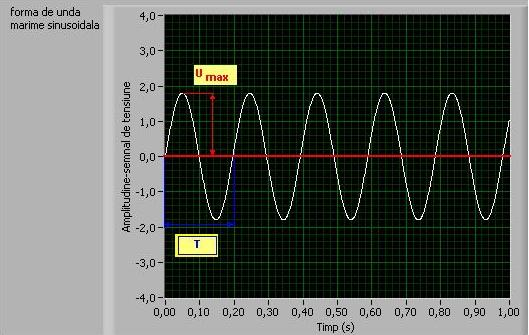 forma de unda
marime sinusoidala
Amplitudine-semnal de tensiune
4,0
3,0
2,0
1,0
0,0
-1,0
-2,0
-3,0
-4,0
U max
T
0,00 0,10 0,20 0,30 0,40 0,50 0,60 0,70 0,80 0,90 1,00
Timp (s)